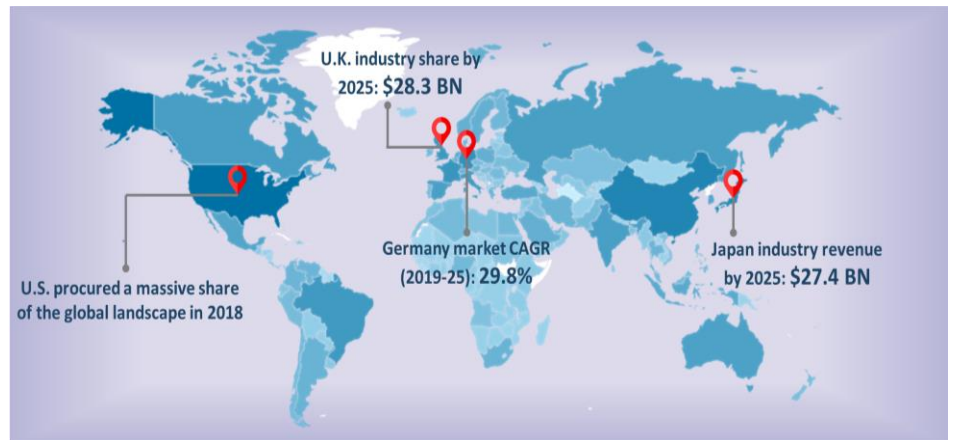 U.K. industry share by
2025: $28.3 BN
Germany market CAGR
(2019-25): 29.8%
Japan industry revenue
by 2025: $27.4 BN
U.S. procured a massive share
of the global landscape in 2018